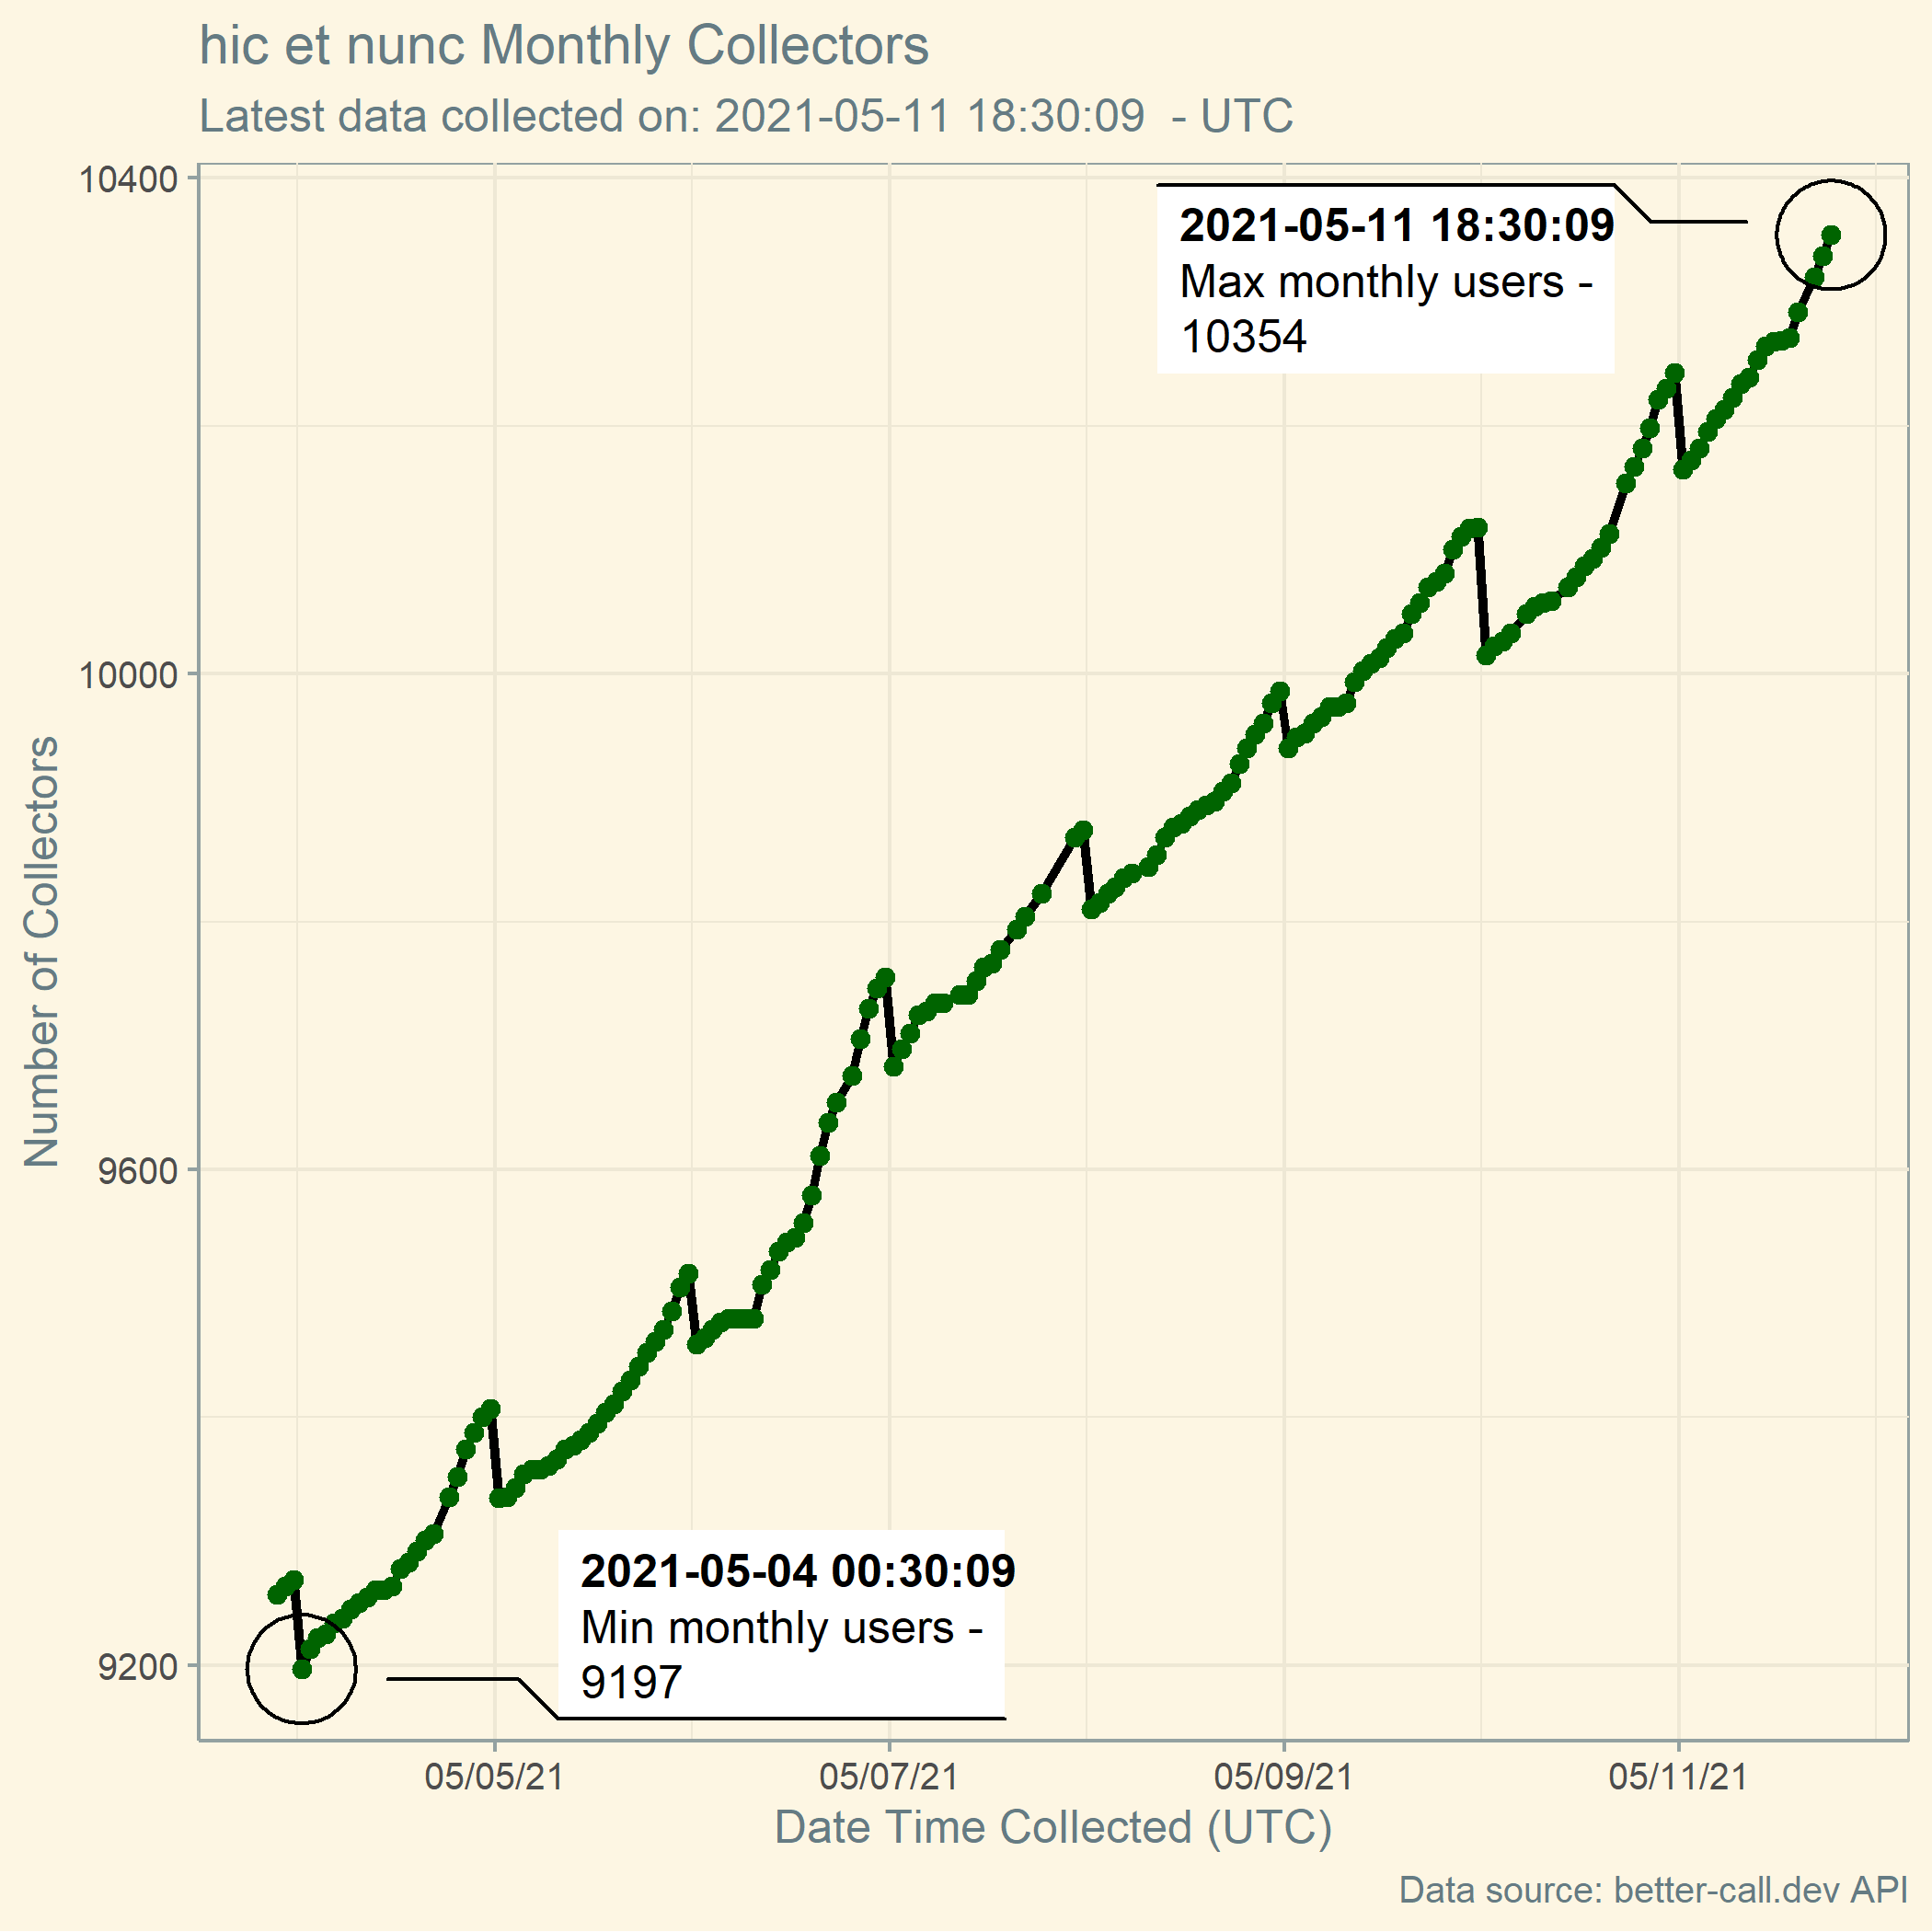 hic et nunc Monthly Collectors
Latest data collected on: 2021-05-11 18:30:09  - UTC
10400
10000
9600
9200
Number of Collectors
2021-05-11 18:30:09
Max monthly users -
10354
2021-05-04 00:30:09
Min monthly users -
9197
05/05/21
05/07/21
05/09/21
05/11/21
Date Time Collected (UTC)
Data source: better-call.dev API